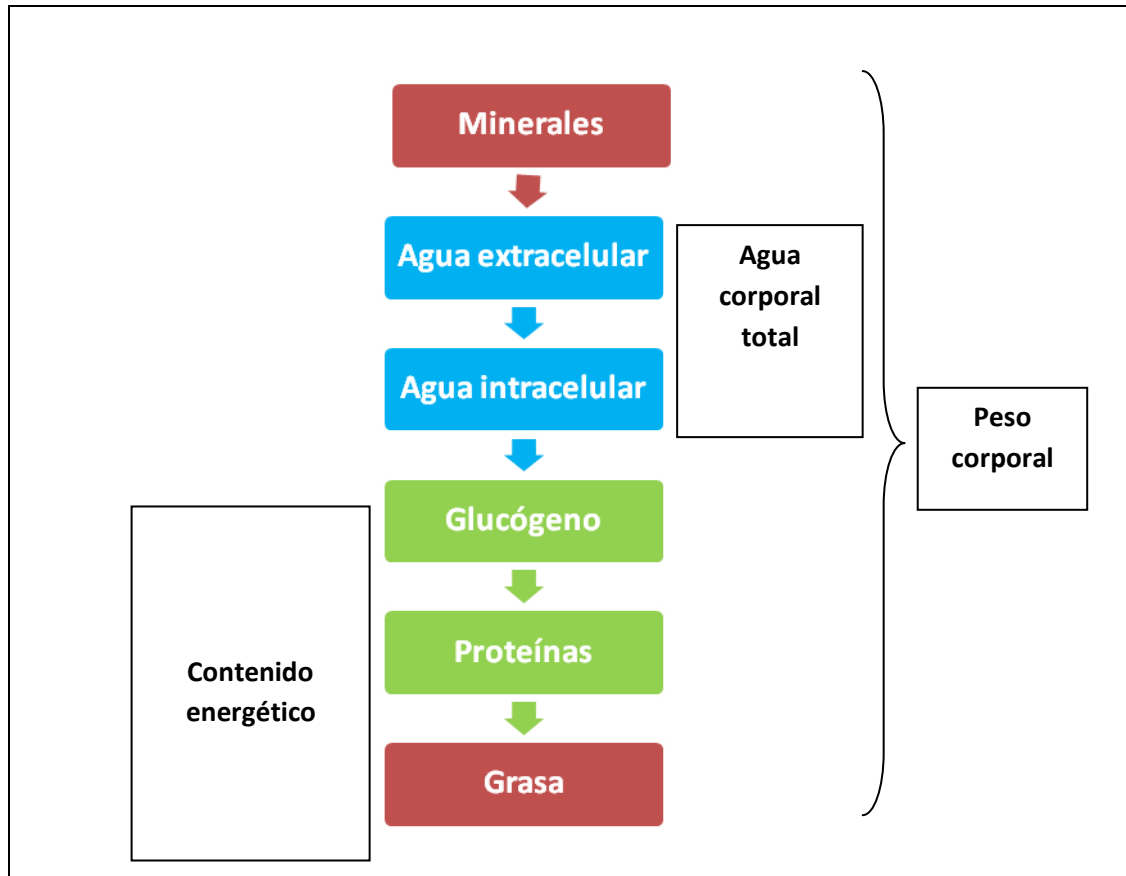 Minerales
Agua extracelular
Agua
corporal
total
Agua intracelular
Peso
corporal
Glucógeno
Proteínas
Contenido
energético
Grasa